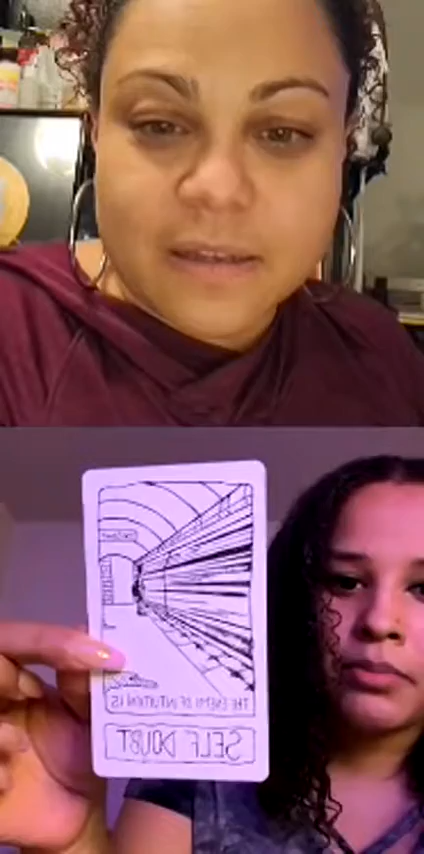 THE ENEMY OF INTUITION IS
SELF DOUBT